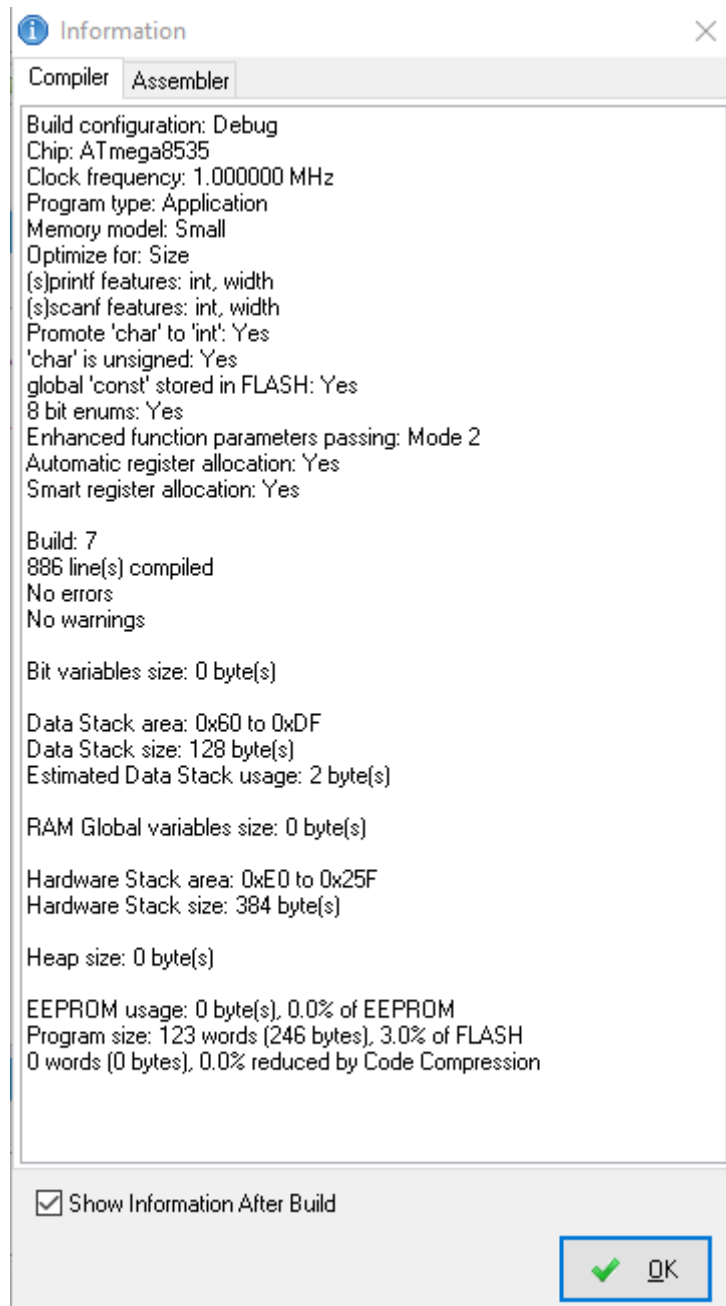 Information
Compiler Assembler
Build configuration: Debug
Chip: ATmega8535
Clock frequency: 1.000000 MHz
Program type: Application
Memory model: Small
Optimize for: Size
(s)printf features: int, width
(s)scanf features: int, width
Promote 'char' to 'int': Yes
'char' is unsigned: Yes
global 'const' stored in FLASH: Yes
8 bit enums: Yes
Enhanced function parameters passing: Mode 2
Automatic register allocation: Yes
Smart register allocation: Yes
Build: 7
886 line(s) compiled
No errors
No warnings
Bit variables size: 0 byte(s)
Data Stack area: 0x60 to 0xDF
Data Stack size: 128 byte(s)
Estimated Data Stack usage: 2 byte(s)
RAM Global variables size: 0 byte(s)
Hardware Stack area: 0xE0 to 0x25F
Hardware Stack size: 384 byte(s)
Heap size: 0 byte(s)
EEPROM usage: 0 byte(s), 0.0% of EEPROM
Program size: 123 words (246 bytes), 3.0% of FLASH
0 words (0 bytes), 0.0% reduced by Code Compression
Show Information After Build
OK